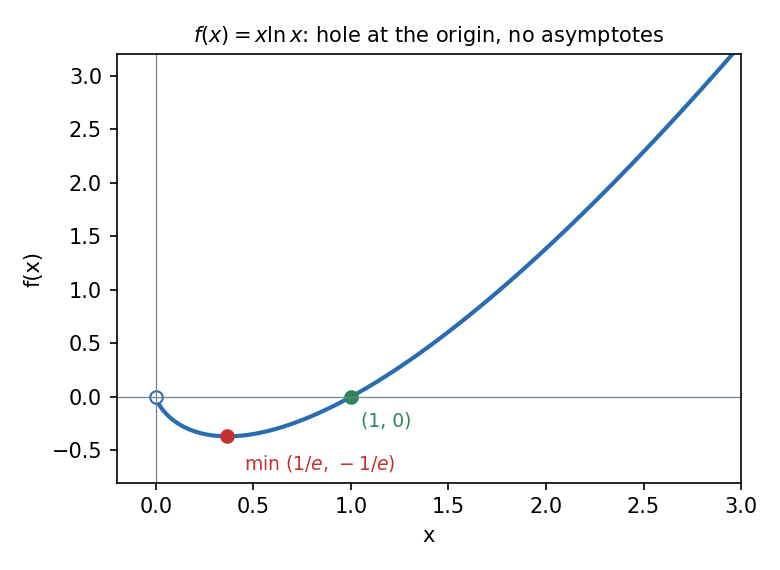 f(x) = x ln x: hole at the origin, no asymptotes
3.0
2.5
2.0
1.5
1.0
0.5
0.0
−0.5
f(x)
(1, 0)
min (1/e, −1/e)
0.0 0.5 1.0 1.5 2.0 2.5 3.0
x